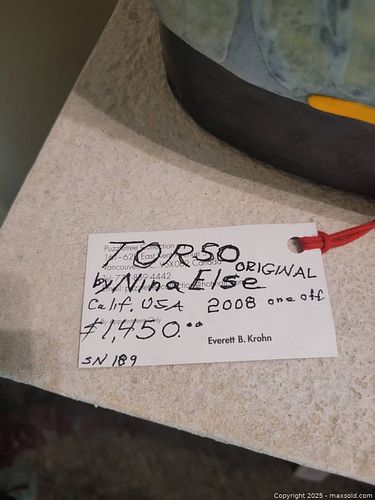 TORSO ORIGINAL
by Nina Else
Calif. USA 2008 one off
$1,450.00
Everett B. Krohn
SN 189
Copyright © 2025 - maxsold.com